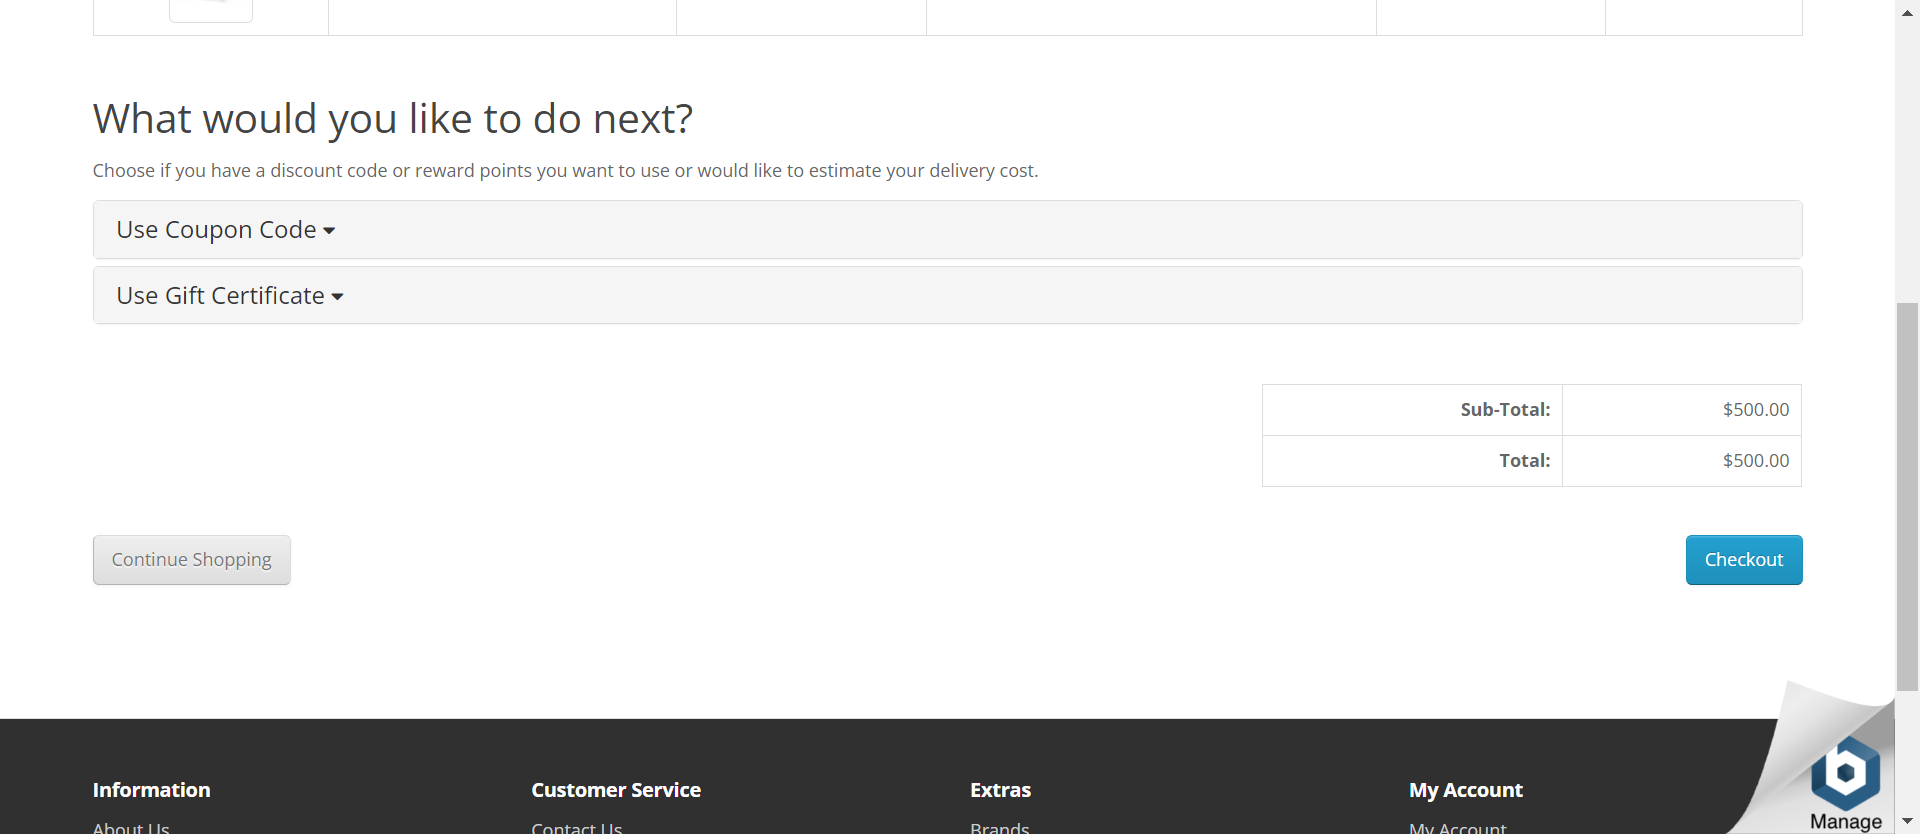 What would you like to do next?
Choose if you have a discount code or reward points you want to use or would like to estimate your delivery cost.
Use Coupon Code
Use Gift Certificate
Sub-Total: $500.00
Total: $500.00
Continue Shopping
Checkout
Information
Customer Service
Extras
My Account
About Us
Contact Us
Brands
My Account
Manage